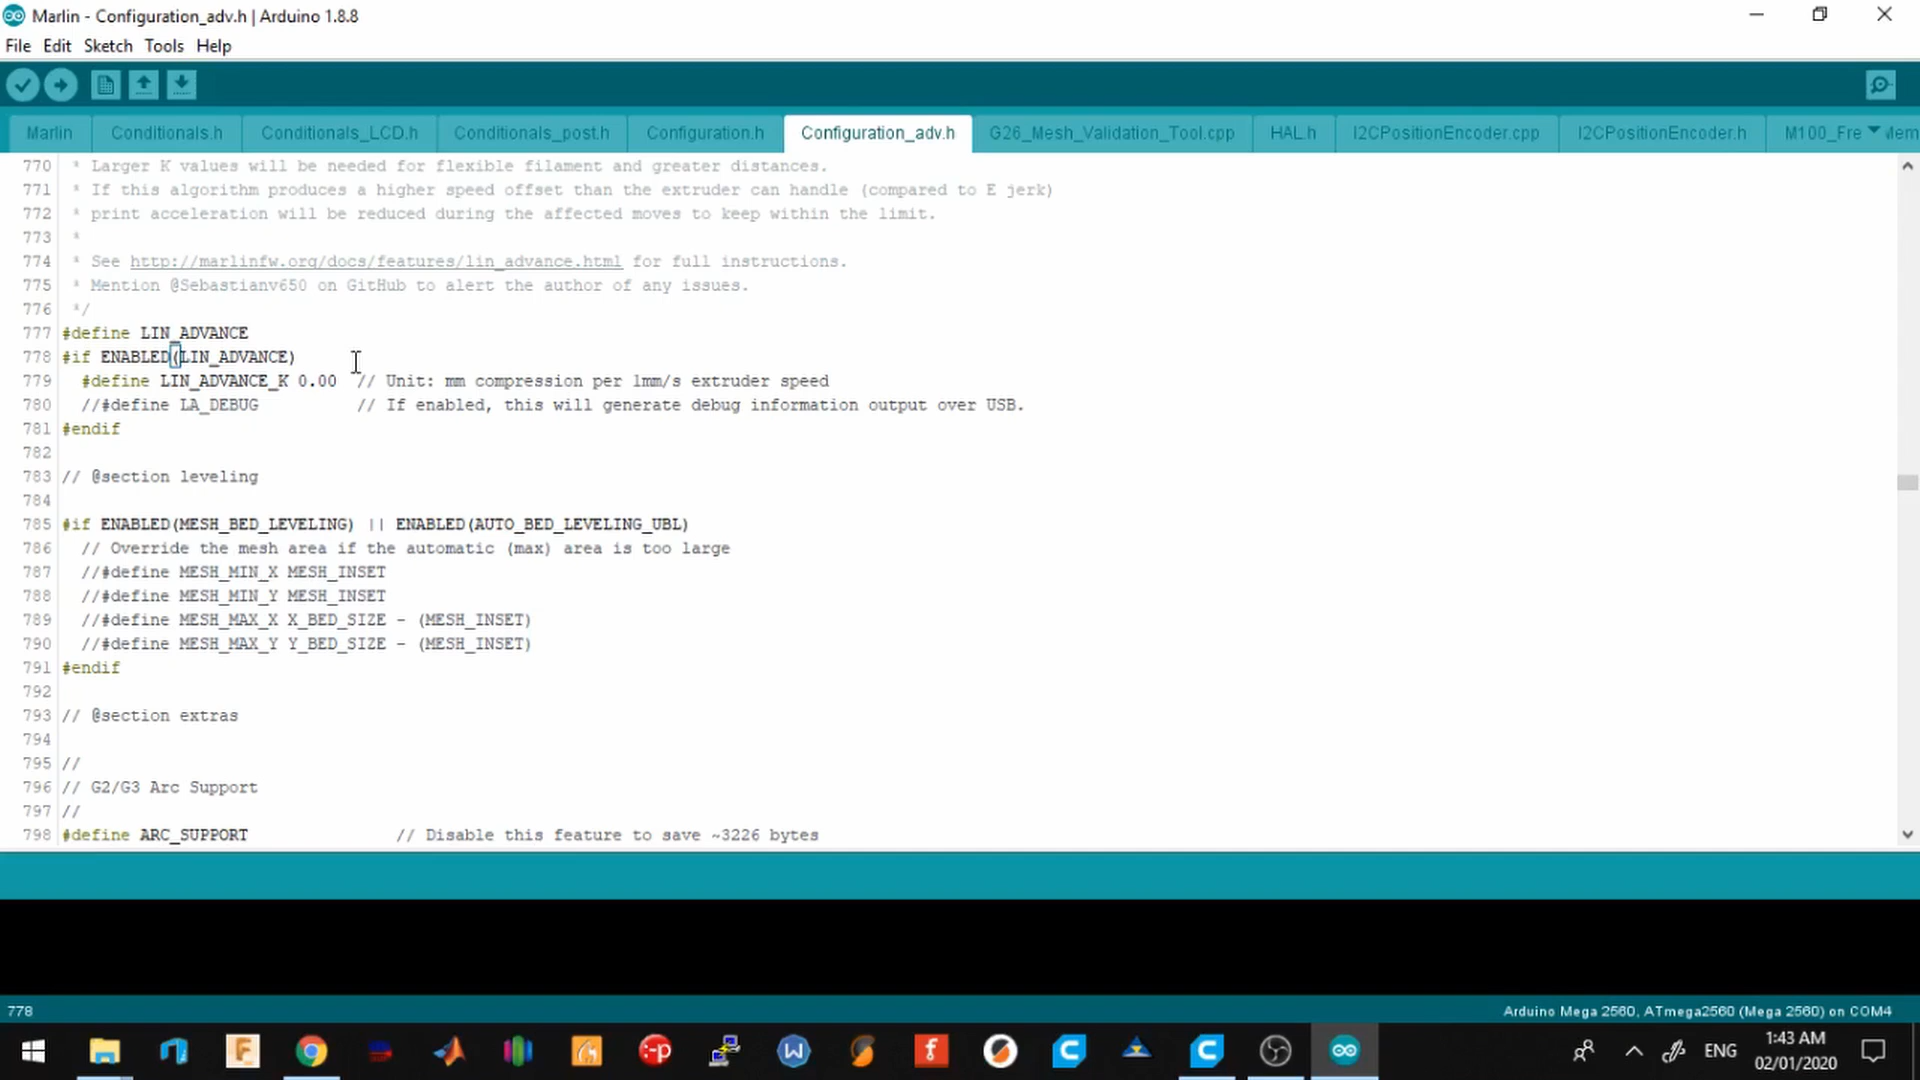 Marlin - Configuration_adv.h | Arduino 1.8.8
File Edit Sketch Tools Help
Marlin Conditionals.h Conditionals_LCD.h Conditionals_post.h Configuration.h Configuration_adv.h G26_Mesh_Validation_Tool.cpp HAL.h I2CPositionEncoder.cpp I2CPositionEncoder.h M100_Fre
770 * Larger K values will be needed for flexible filament and greater distances.
771 * If this algorithm produces a higher speed offset than the extruder can handle (compared to E jerk)
772 * print acceleration will be reduced during the affected moves to keep within the limit.
773 *
774 * See http://marlinfw.org/docs/features/lin_advance.html for full instructions.
775 * Mention @Sebastianv650 on GitHub to alert the author of any issues.
776 */
777 #define LIN_ADVANCE
778 #if ENABLED(LIN_ADVANCE)
779 #define LIN_ADVANCE_K 0.00 // Unit: mm compression per 1mm/s extruder speed
780 //#define LA_DEBUG // If enabled, this will generate debug information output over USB.
781 #endif
782
783 // @section leveling
784
785 #if ENABLED(MESH_BED_LEVELING) || ENABLED(AUTO_BED_LEVELING_UBL)
786 // Override the mesh area if the automatic (max) area is too large
787 //#define MESH_MIN_X MESH_INSET
788 //#define MESH_MIN_Y MESH_INSET
789 //#define MESH_MAX_X X_BED_SIZE - (MESH_INSET)
790 //#define MESH_MAX_Y Y_BED_SIZE - (MESH_INSET)
791 #endif
792
793 // @section extras
794
795 //
796 // G2/G3 Arc Support
797 //
798 #define ARC_SUPPORT // Disable this feature to save ~3226 bytes
778
Arduino Mega 2560, ATmega2560 (Mega 2560) on COM4
ENG
1:43 AM
02/01/2020